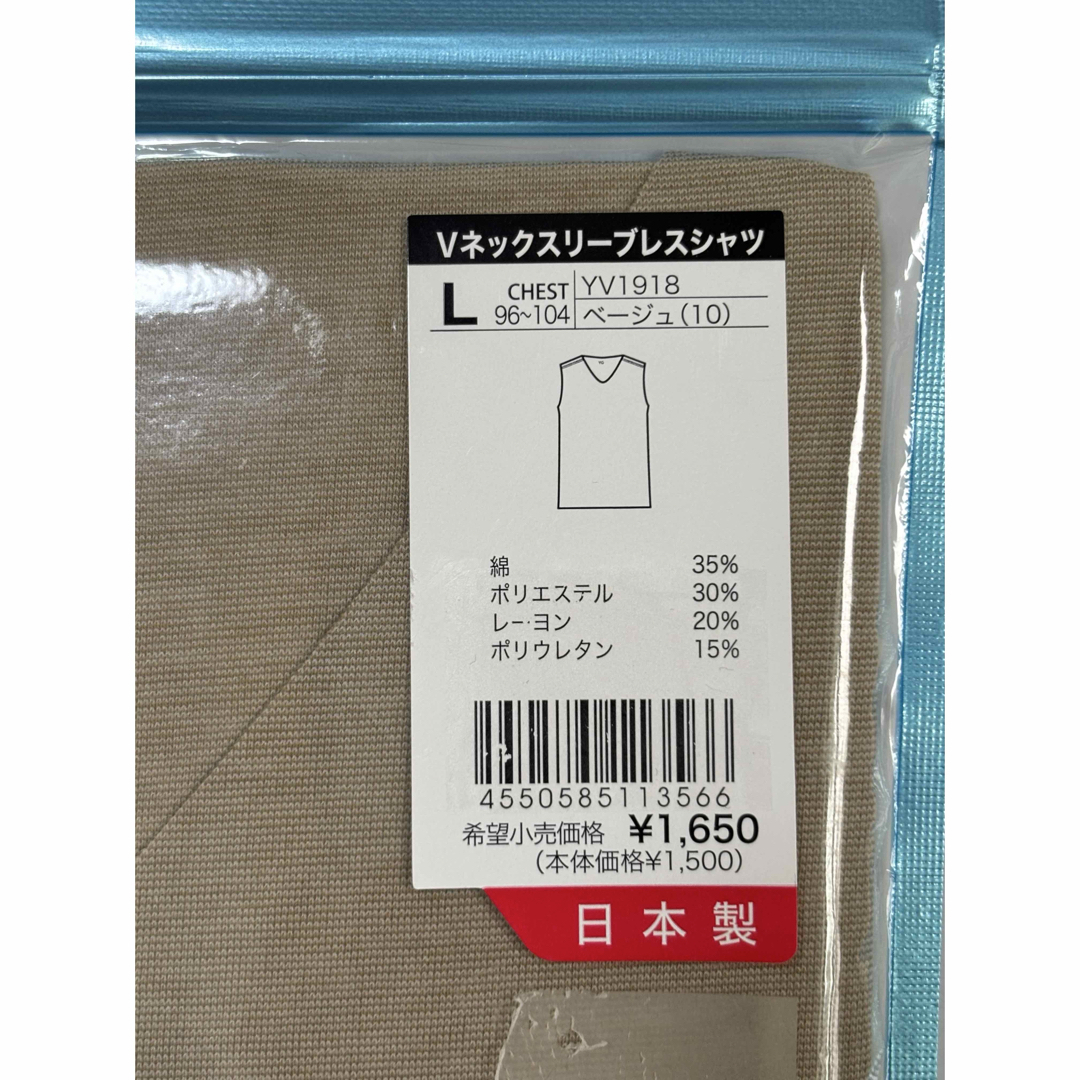 Vネックスリーブレスシャツ
L CHEST 96~104 YV1918
ベージュ(10)
綿 35%
ポリエステル 30%
レーヨン 20%
ポリウレタン 15%
4550585113566
希望小売価格 ¥1,650
(本体価格¥1,500)
日本製